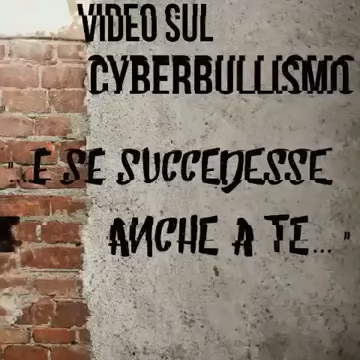 VIDEO SUL
CYBERBULLISMO
"..E SE SUCCEDESSE
ANCHE A TE..."